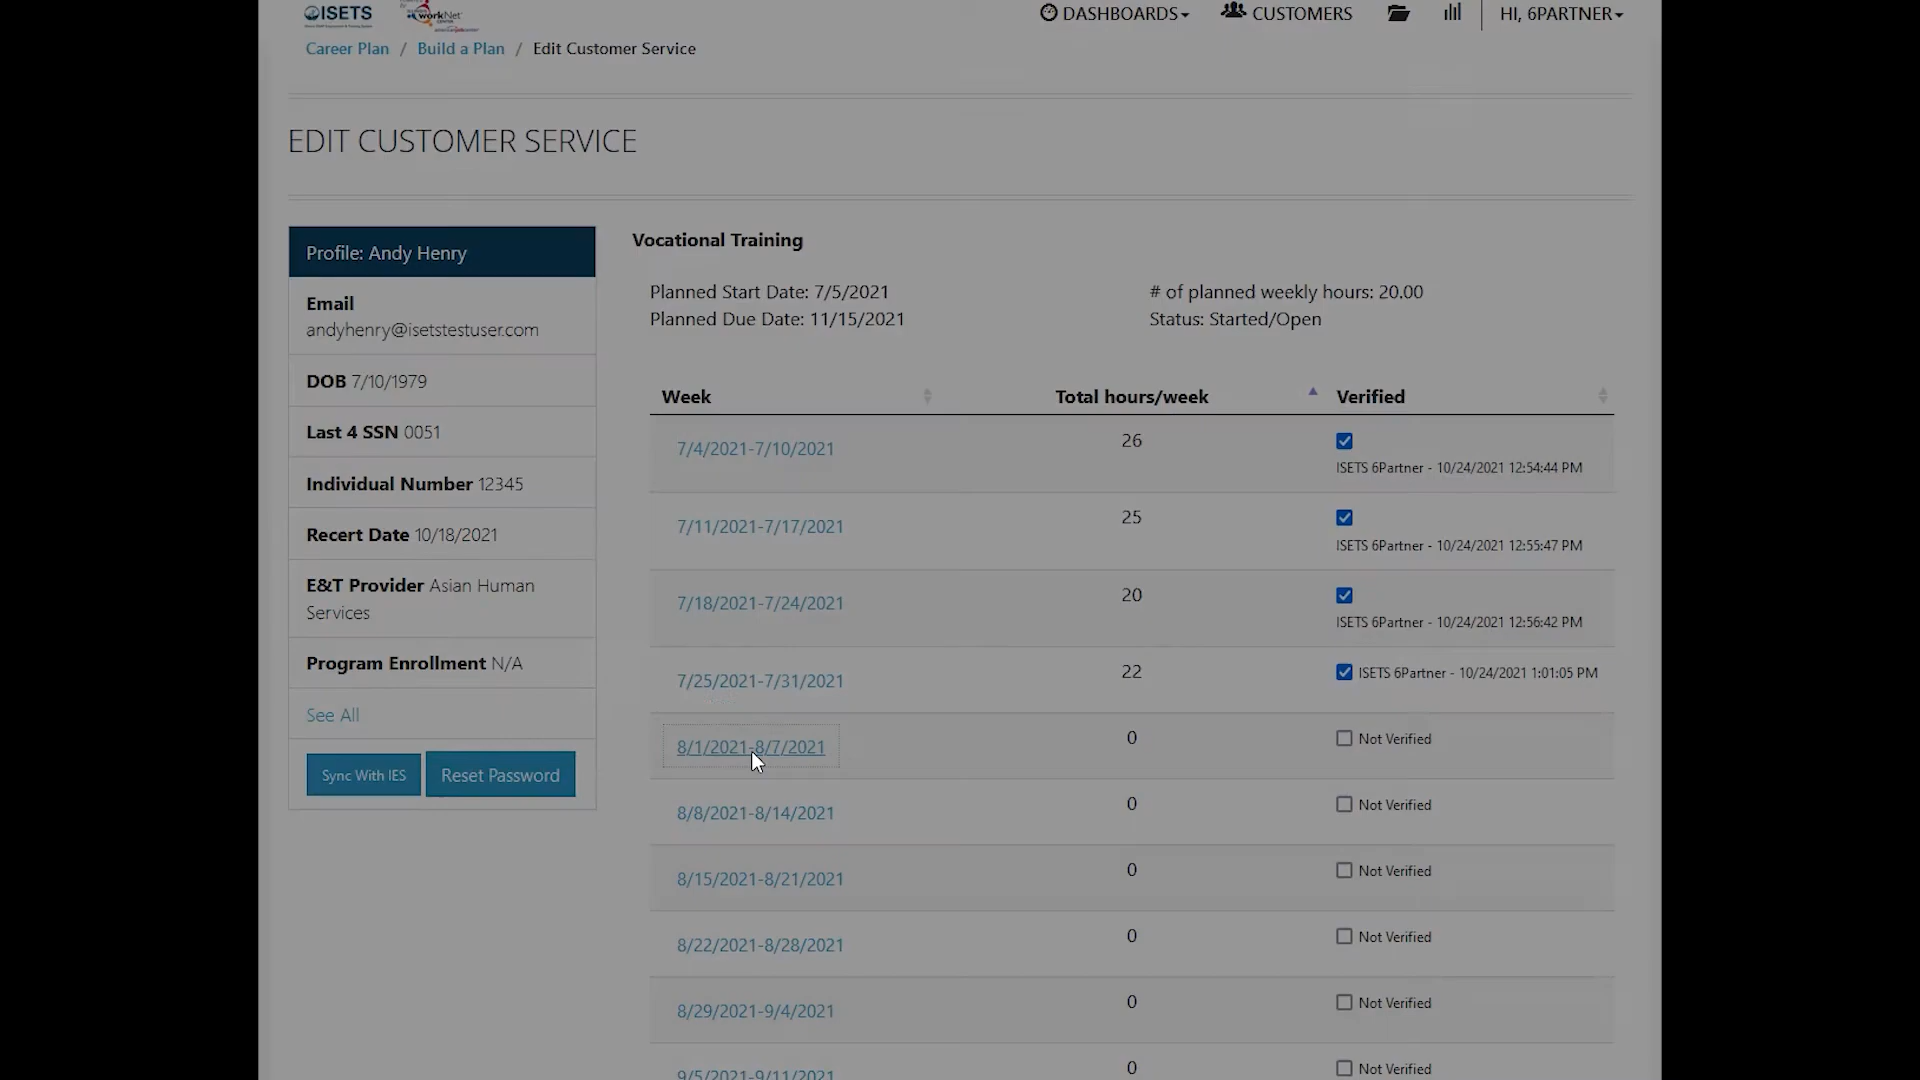 ISETS
workNet
DASHBOARDS
CUSTOMERS
HI, 6PARTNER
Career Plan / Build a Plan / Edit Customer Service
EDIT CUSTOMER SERVICE
Profile: Andy Henry
Email
andyhenry@isetstestuser.com
DOB 7/10/1979
Last 4 SSN 0051
Individual Number 12345
Recert Date 10/18/2021
E&T Provider Asian Human
Services
Program Enrollment N/A
See All
Sync With IES
Reset Password
Vocational Training
Planned Start Date: 7/5/2021
# of planned weekly hours: 20.00
Planned Due Date: 11/15/2021
Status: Started/Open
Week Total hours/week Verified
7/4/2021-7/10/2021 26
ISETS 6Partner - 10/24/2021 12:54:44 PM
7/11/2021-7/17/2021 25
ISETS 6Partner - 10/24/2021 12:55:47 PM
7/18/2021-7/24/2021 20
ISETS 6Partner - 10/24/2021 12:56:42 PM
7/25/2021-7/31/2021 22 ISETS 6Partner - 10/24/2021 1:01:05 PM
8/1/2021-8/7/2021 0 Not Verified
8/8/2021-8/14/2021 0 Not Verified
8/15/2021-8/21/2021 0 Not Verified
8/22/2021-8/28/2021 0 Not Verified
8/29/2021-9/4/2021 0 Not Verified
9/5/2021-9/11/2021 0 Not Verified